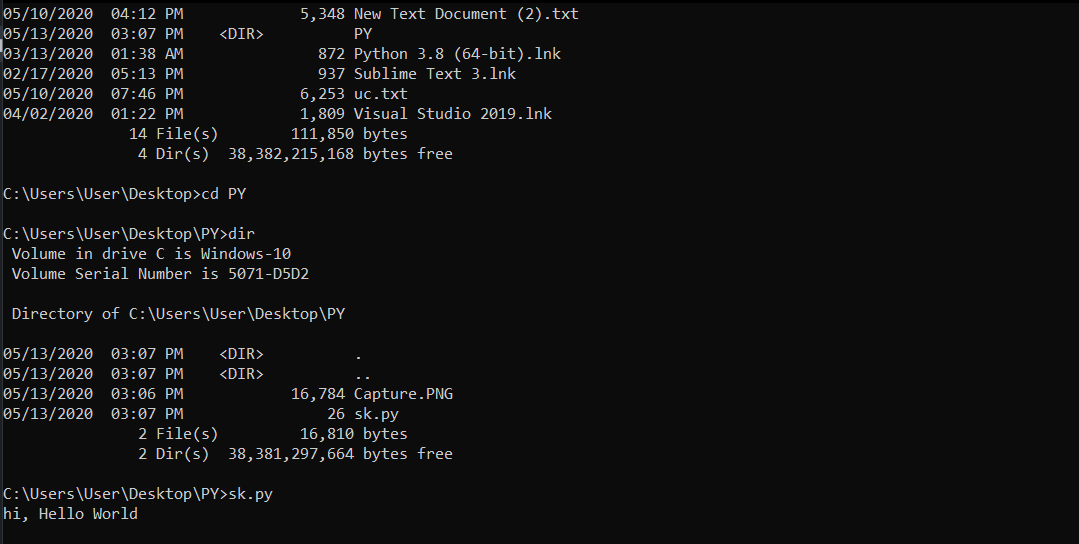 05/10/2020  04:12 PM             5,348 New Text Document (2).txt
05/13/2020  03:07 PM    <DIR>          PY
03/13/2020  01:38 AM               872 Python 3.8 (64-bit).lnk
02/17/2020  05:13 PM               937 Sublime Text 3.lnk
05/10/2020  07:46 PM             6,253 uc.txt
04/02/2020  01:22 PM             1,809 Visual Studio 2019.lnk
              14 File(s)        111,850 bytes
               4 Dir(s)  38,382,215,168 bytes free

C:\Users\User\Desktop>cd PY

C:\Users\User\Desktop\PY>dir
 Volume in drive C is Windows-10
 Volume Serial Number is 5071-D5D2

 Directory of C:\Users\User\Desktop\PY

05/13/2020  03:07 PM    <DIR>          .
05/13/2020  03:07 PM    <DIR>          ..
05/13/2020  03:06 PM            16,784 Capture.PNG
05/13/2020  03:07 PM                26 sk.py
               2 File(s)         16,810 bytes
               2 Dir(s)  38,381,297,664 bytes free

C:\Users\User\Desktop\PY>sk.py
hi, Hello World